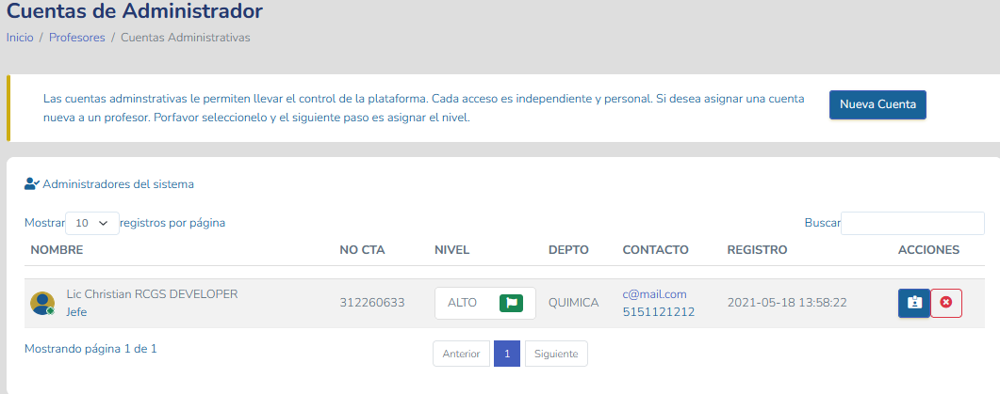 Cuentas de Administrador
Inicio / Profesores / Cuentas Administrativas
Las cuentas adminstrativas le permiten llevar el control de la plataforma. Cada acceso es independiente y personal. Si desea asignar una cuenta
nueva a un profesor. Porfavor seleccionelo y el siguiente paso es asignar el nivel.
Nueva Cuenta
Administradores del sistema
Mostrar 10 registros por página
Buscar
NOMBRE NO CTA NIVEL DEPTO CONTACTO REGISTRO ACCIONES
Lic Christian RCGS DEVELOPER
Jefe
312260633
ALTO
QUIMICA
c@mail.com
5151121212
2021-05-18 13:58:22
Mostrando página 1 de 1
Anterior 1 Siguiente